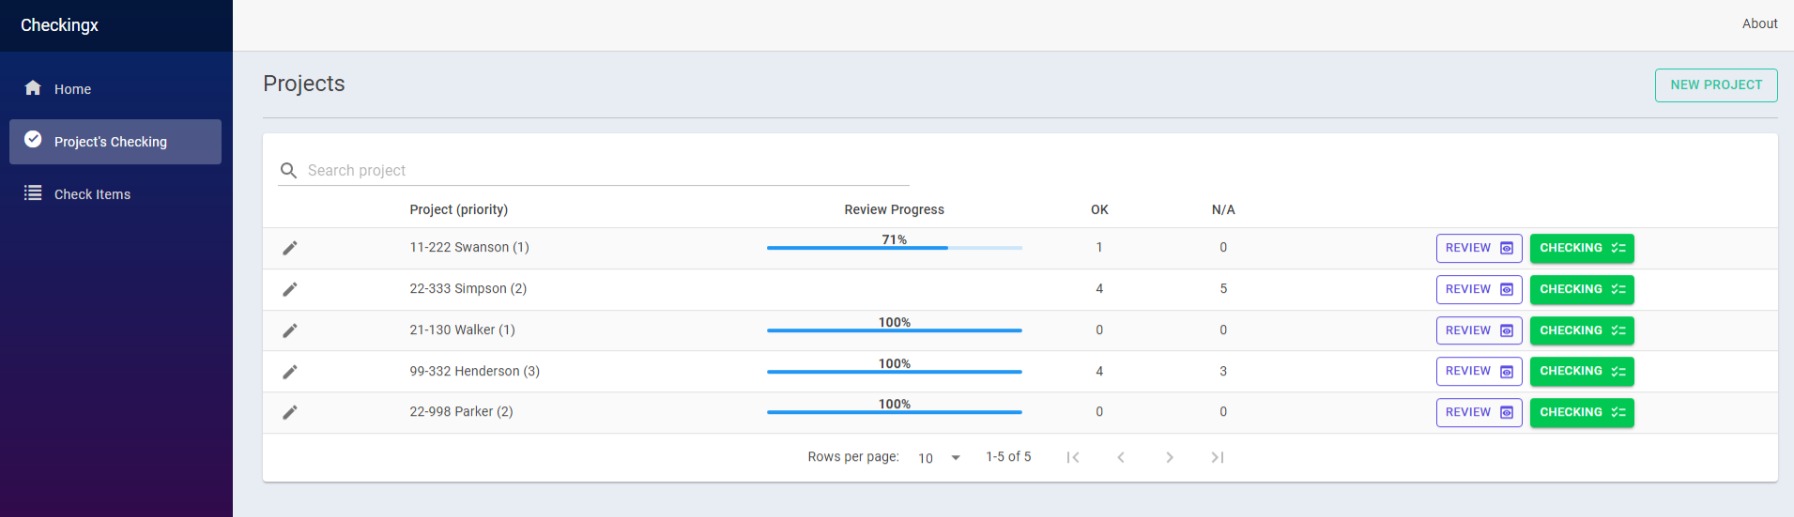 Checkingx
About
Home
Project's Checking
Check Items
Projects
NEW PROJECT
Search project
Project (priority) Review Progress OK N/A
11-222 Swanson (1) 71% 1 0 REVIEW CHECKING
22-333 Simpson (2) 4 5 REVIEW CHECKING
21-130 Walker (1) 100% 0 0 REVIEW CHECKING
99-332 Henderson (3) 100% 4 3 REVIEW CHECKING
22-998 Parker (2) 100% 0 0 REVIEW CHECKING
Rows per page: 10 1-5 of 5